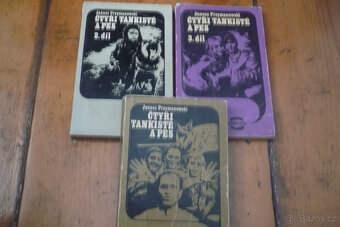 Janusz Przymanowski
ČTYŘI TANKISTÉ
A PES
2. díl
Janusz Przymanowski
ČTYŘI TANKISTÉ
A PES
3. díl
Janusz Przymanowski
ČTYŘI
TANKISTÉ
A PES
Bazoš.cz